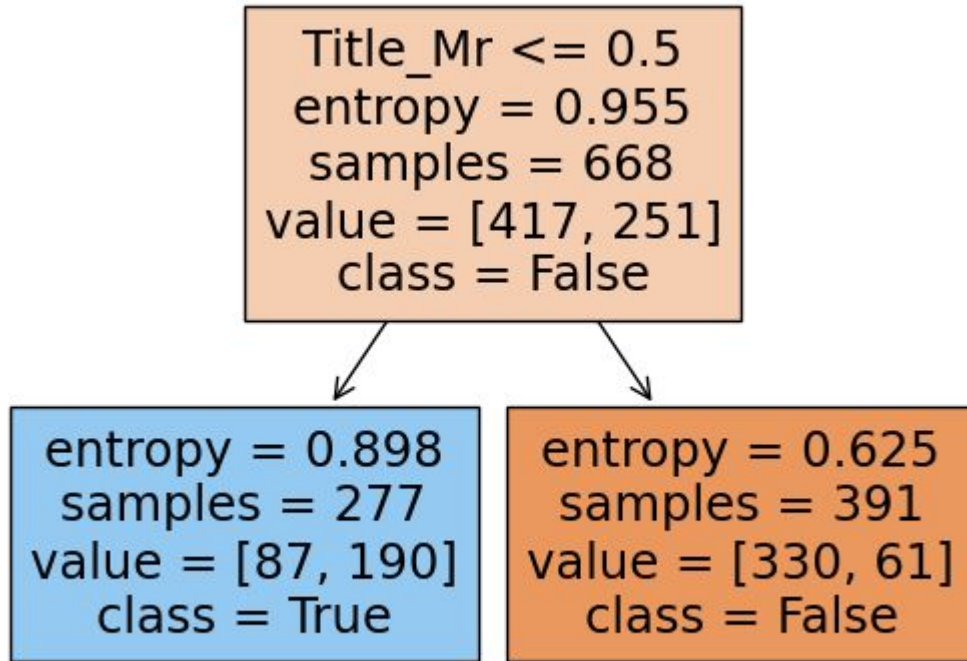 Title_Mr <= 0.5
entropy = 0.955
samples = 668
value = [417, 251]
class = False
entropy = 0.898
samples = 277
value = [87, 190]
class = True
entropy = 0.625
samples = 391
value = [330, 61]
class = False